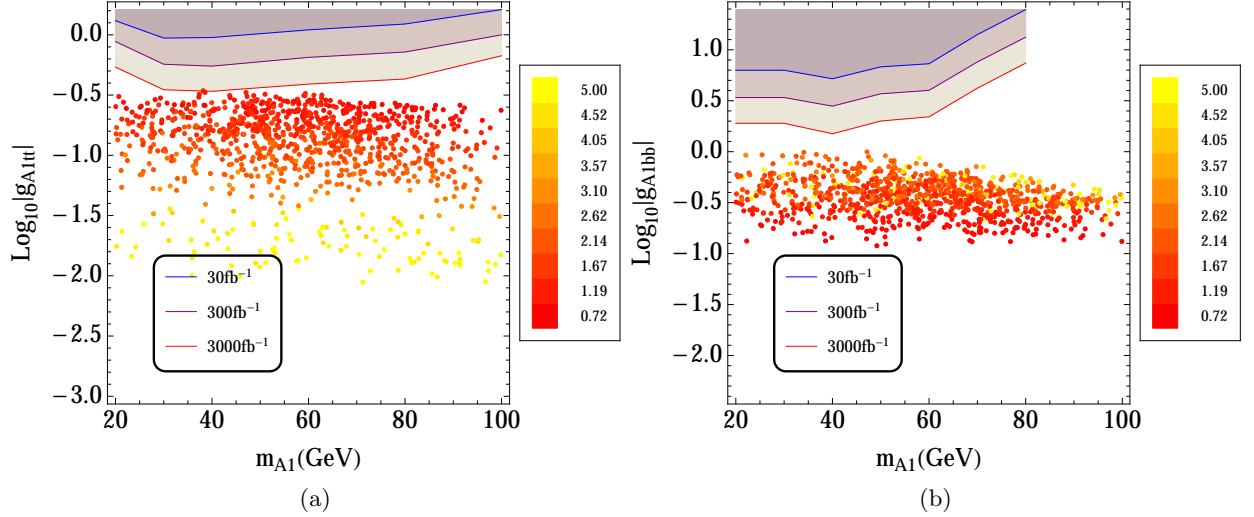 Log₁₀|g_A1tt|
0.0
−0.5
−1.0
−1.5
−2.0
−2.5
−3.0
20 40 60 80 100
m_A1(GeV)
30fb⁻¹
300fb⁻¹
3000fb⁻¹
5.00
4.52
4.05
3.57
3.10
2.62
2.14
1.67
1.19
0.72
(a)
Log₁₀|g_A1bb|
1.0
0.5
0.0
−0.5
−1.0
−1.5
−2.0
20 40 60 80 100
m_A1(GeV)
30fb⁻¹
300fb⁻¹
3000fb⁻¹
5.00
4.52
4.05
3.57
3.10
2.62
2.14
1.67
1.19
0.72
(b)